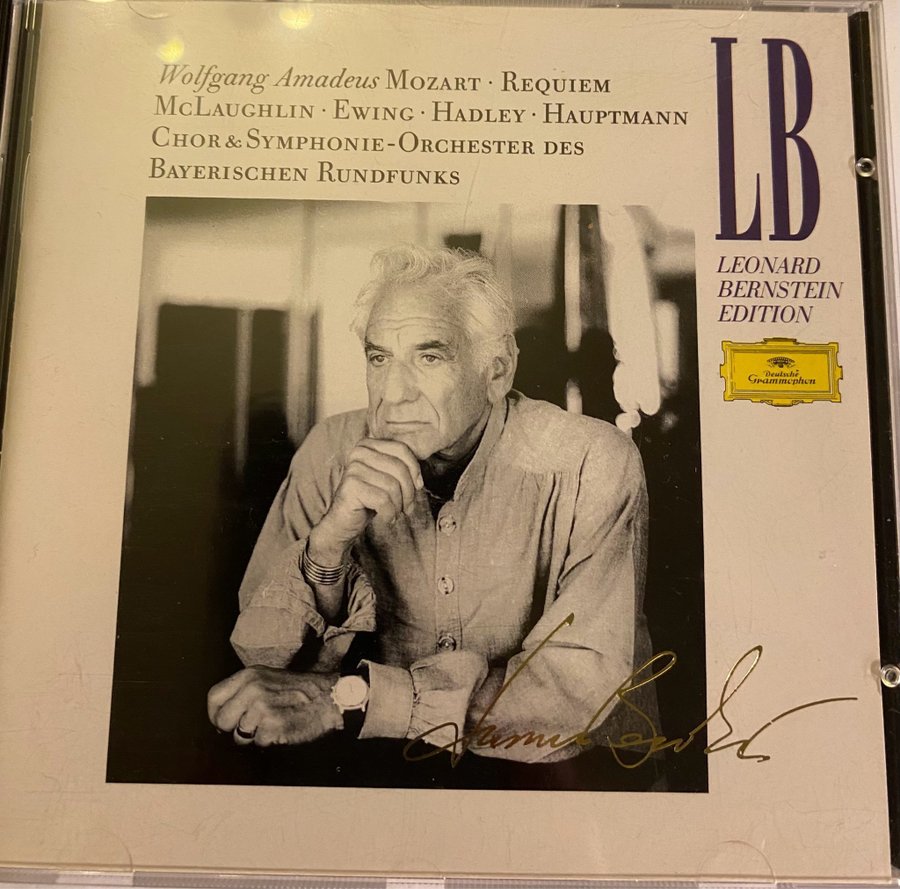 Wolfgang Amadeus MOZART · REQUIEM
MCLAUGHLIN · EWING · HADLEY · HAUPTMANN
CHOR & SYMPHONIE-ORCHESTER DES
BAYERISCHEN RUNDFUNKS
LB
LEONARD
BERNSTEIN
EDITION
Deutsche
Grammophon